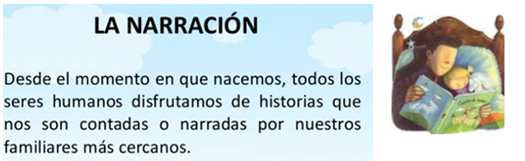 LA NARRACIÓN
Desde el momento en que nacemos, todos los
seres humanos disfrutamos de historias que
nos son contadas o narradas por nuestros
familiares más cercanos.